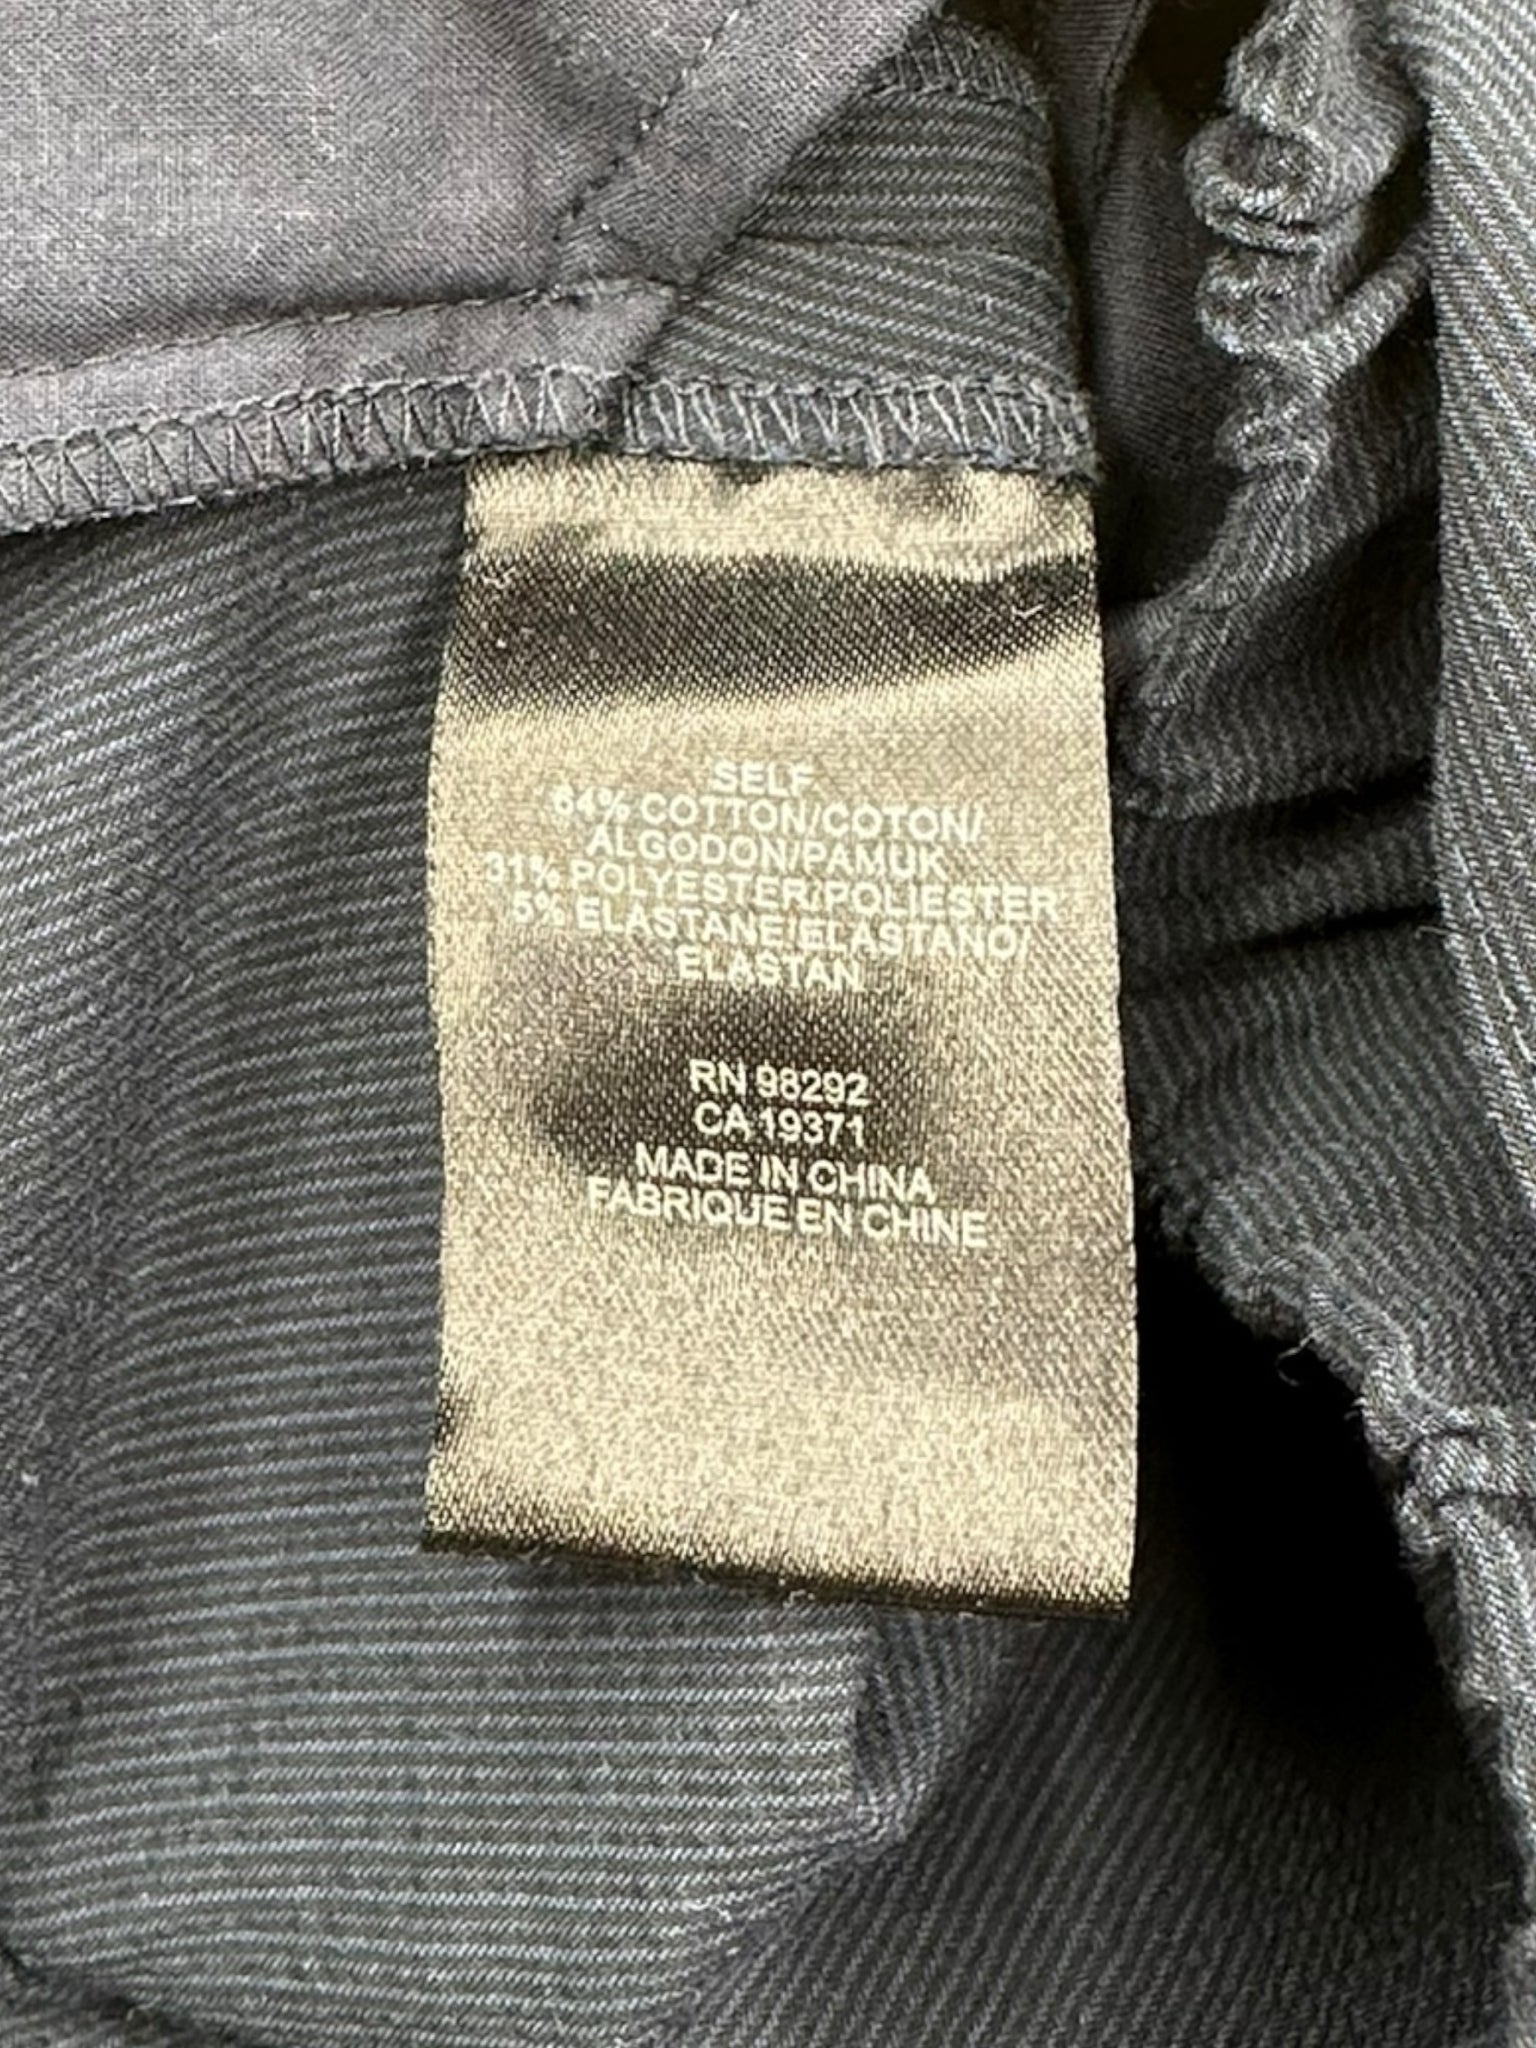 SELF
64% COTTON/COTON/
ALGODON/PAMUK
31% POLYESTER/POLIESTER
5% ELASTANE/ELASTANO/
ELASTAN
RN 98292
CA 19371
MADE IN CHINA
FABRIQUE EN CHINE